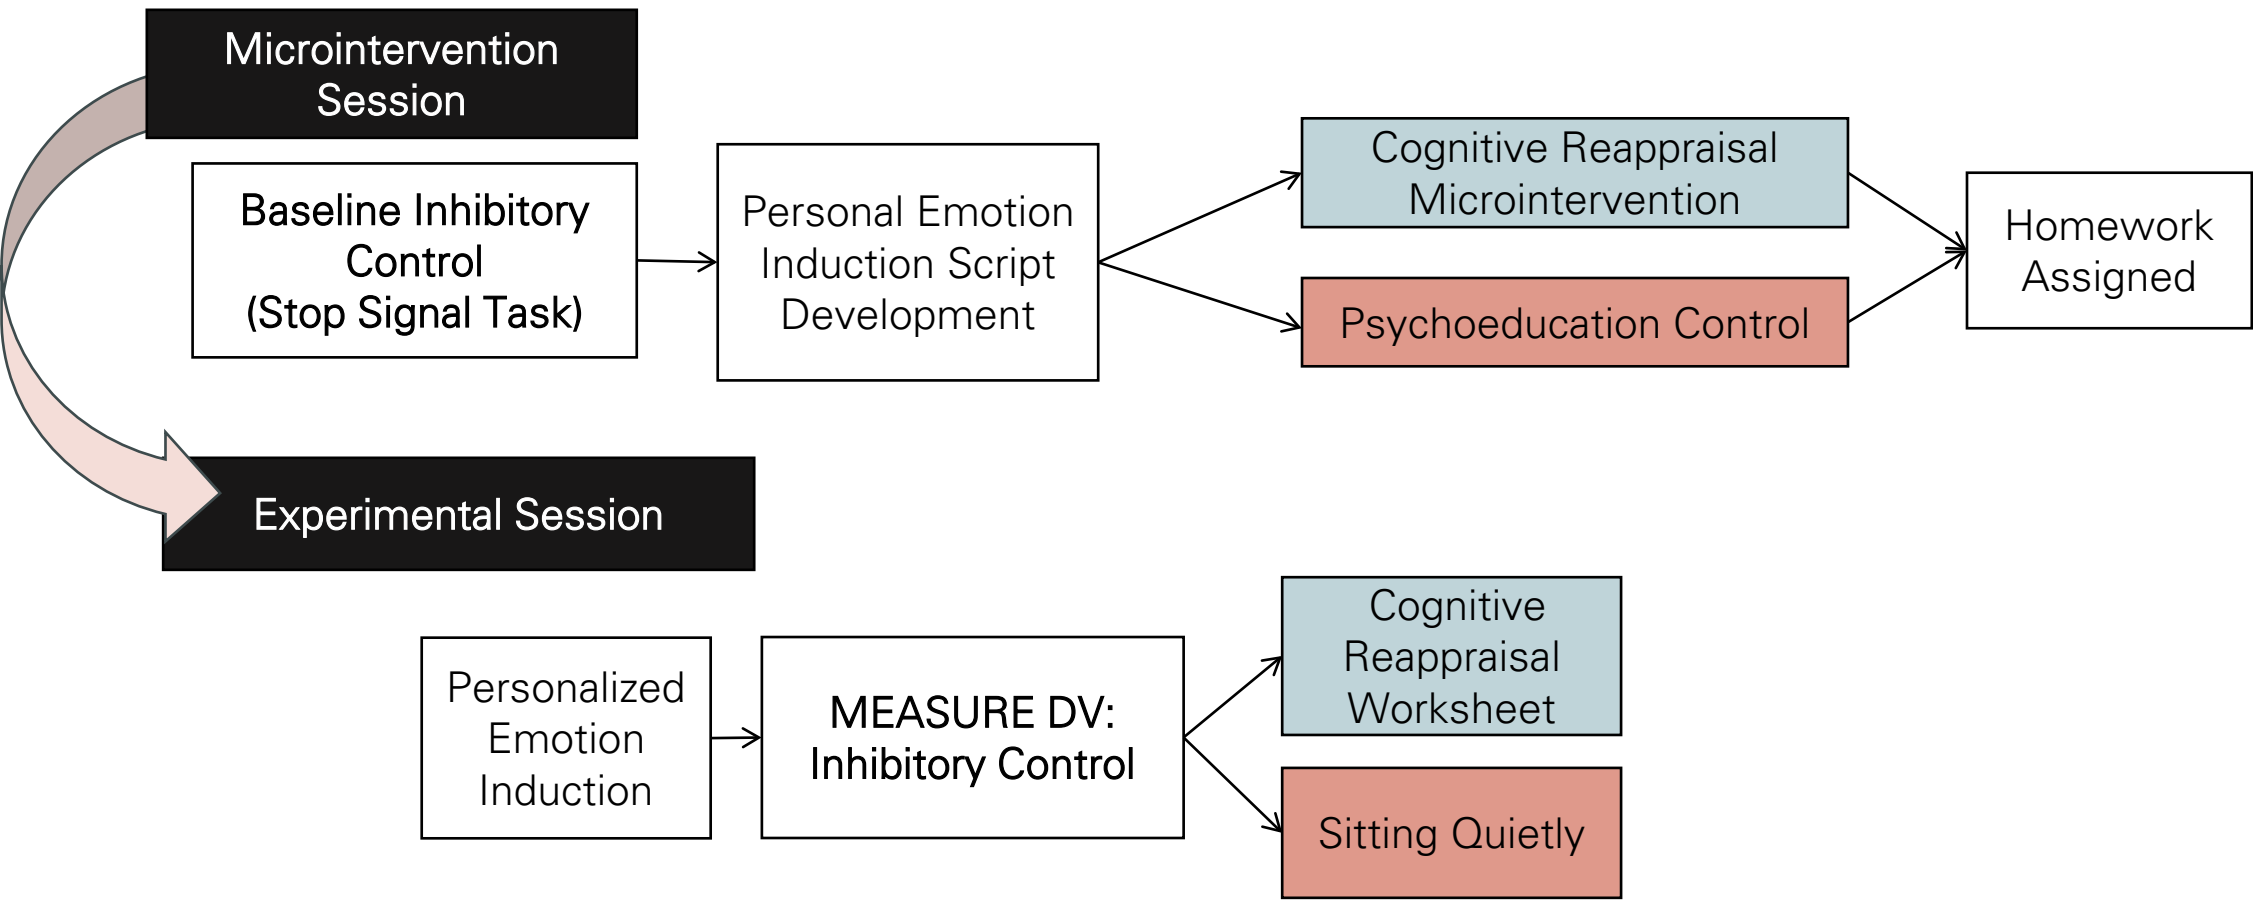 Microintervention
Session
Baseline Inhibitory
Control
(Stop Signal Task)
Personal Emotion
Induction Script
Development
Cognitive Reappraisal
Microintervention
Psychoeducation Control
Homework
Assigned
Experimental Session
Personalized
Emotion
Induction
MEASURE DV:
Inhibitory Control
Cognitive
Reappraisal
Worksheet
Sitting Quietly